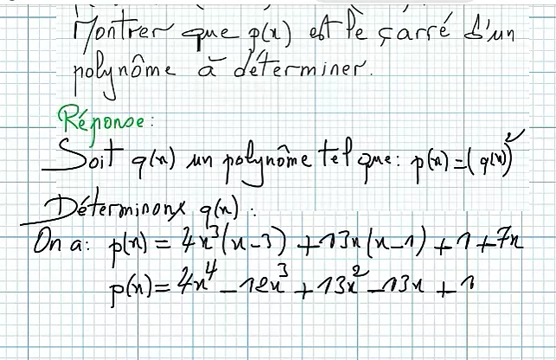 Montrer que p(x) est le carré d'un
polynôme à déterminer.
Réponse:
Soit q(x) un polynôme tel que: p(x)=(q(x))²
Déterminons q(x):
On a: p(x) = 4x³(x-3) + 13x(x-1) + 1 + 7x
p(x) = 4x⁴ - 12x³ + 13x² - 13x + 1